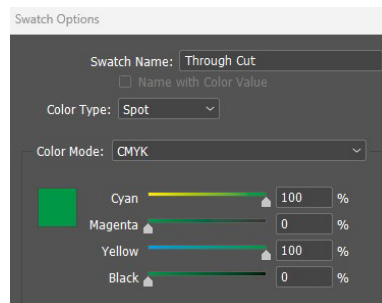 Swatch Options
Swatch Name: Through Cut
Name with Color Value
Color Type: Spot
Color Mode: CMYK
Cyan 100 %
Magenta 0 %
Yellow 100 %
Black 0 %